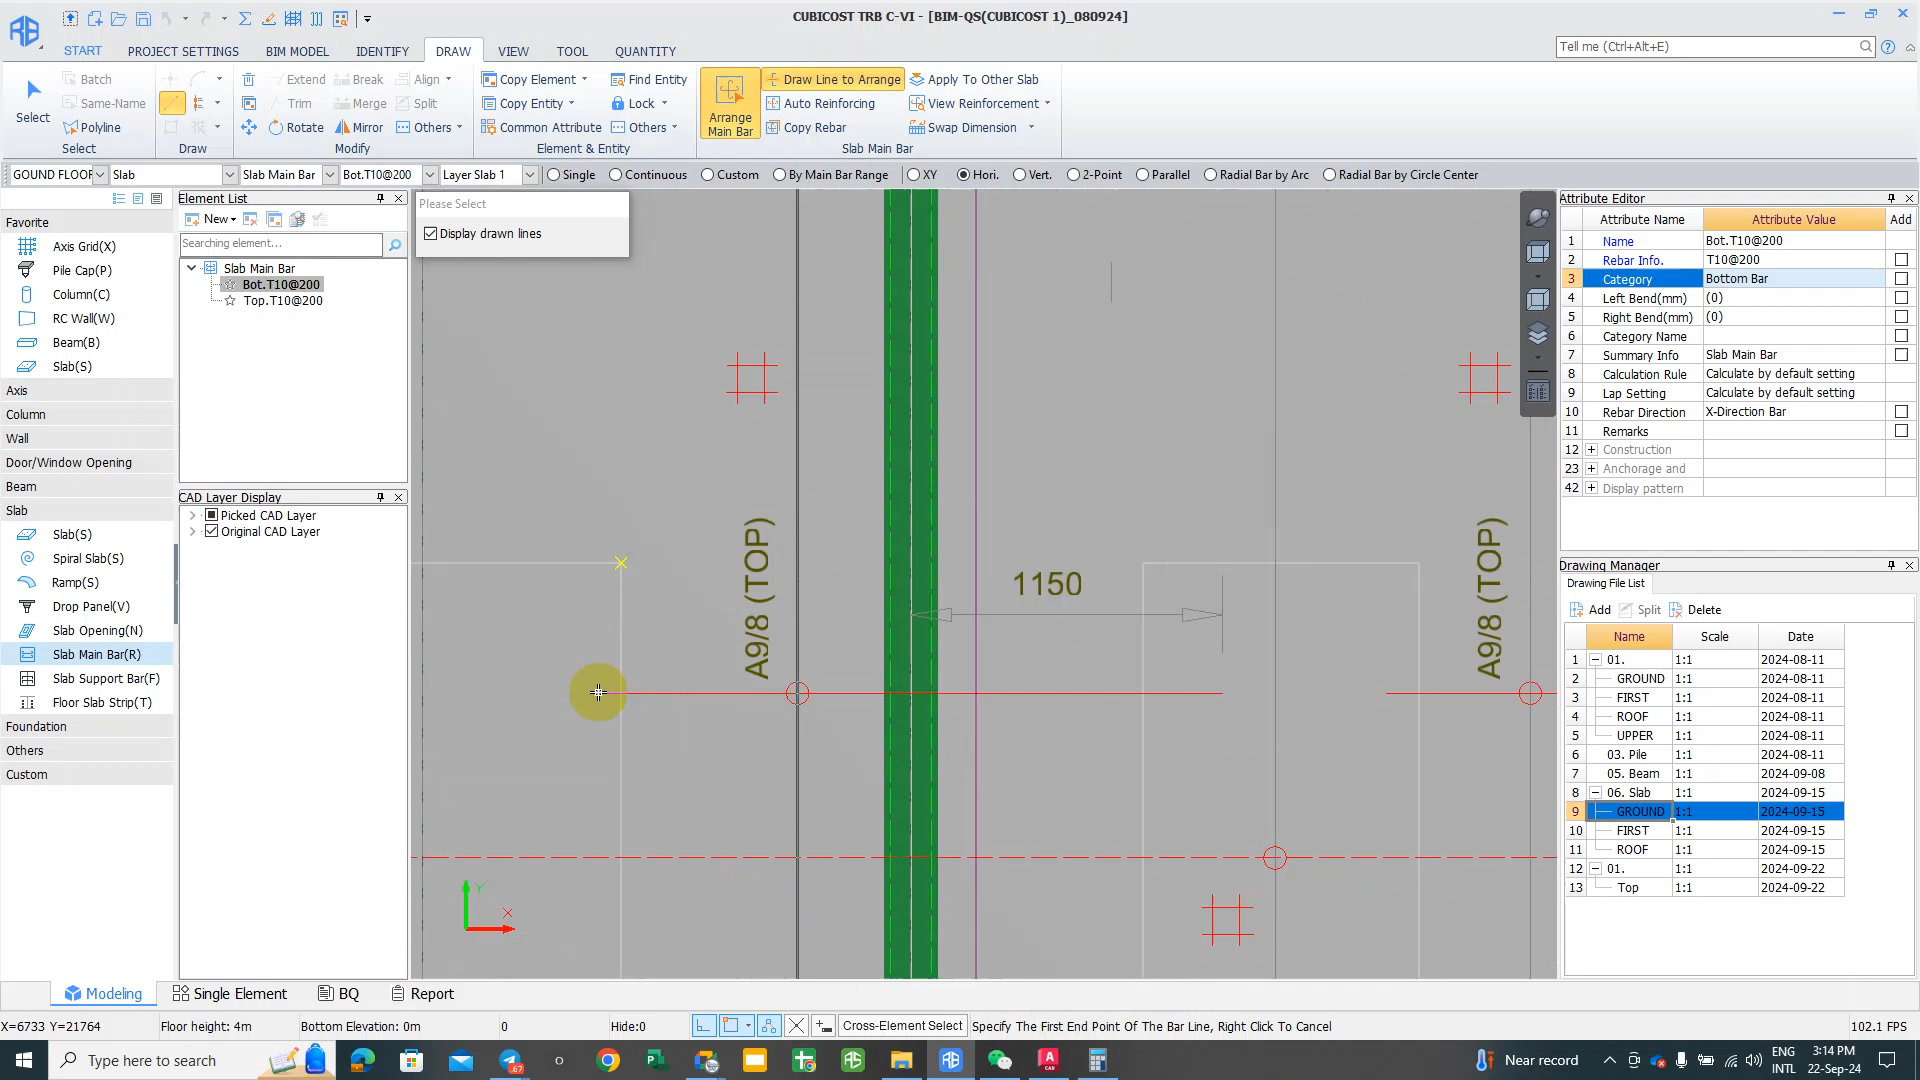 CUBICOST TRB C-VI - [BIM-QS(CUBICOST 1)_080924]
START
PROJECT SETTINGS
BIM MODEL
IDENTIFY
DRAW
VIEW
TOOL
QUANTITY
Tell me (Ctrl+Alt+E)
Select
Batch
Same-Name
Polyline
Select
Draw
Extend
Break
Align
Trim
Merge
Split
Rotate
Mirror
Others
Modify
Copy Element
Find Entity
Copy Entity
Lock
Common Attribute
Others
Element & Entity
Arrange Main Bar
Draw Line to Arrange
Apply To Other Slab
Auto Reinforcing
View Reinforcement
Copy Rebar
Swap Dimension
Slab Main Bar
GOUND FLOOR
Slab
Slab Main Bar
Bot.T10@200
Layer Slab 1
Single
Continuous
Custom
By Main Bar Range
XY
Hori.
Vert.
2-Point
Parallel
Radial Bar by Arc
Radial Bar by Circle Center
Favorite
Axis Grid(X)
Pile Cap(P)
Column(C)
RC Wall(W)
Beam(B)
Slab(S)
Axis
Column
Wall
Door/Window Opening
Beam
Slab
Slab(S)
Spiral Slab(S)
Ramp(S)
Drop Panel(V)
Slab Opening(N)
Slab Main Bar(R)
Slab Support Bar(F)
Floor Slab Strip(T)
Foundation
Others
Custom
Element List
New
Searching element...
Slab Main Bar
Bot.T10@200
Top.T10@200
CAD Layer Display
Picked CAD Layer
Original CAD Layer
Please Select
Display drawn lines
A9/8 (TOP)
1150
A9/8 (TOP)
Y
X
Attribute Editor
Attribute Name Attribute Value Add
1 Name Bot.T10@200
2 Rebar Info. T10@200
3 Category Bottom Bar
4 Left Bend(mm) (0)
5 Right Bend(mm) (0)
6 Category Name
7 Summary Info Slab Main Bar
8 Calculation Rule Calculate by default setting
9 Lap Setting Calculate by default setting
10 Rebar Direction X-Direction Bar
11 Remarks
12 Construction
23 Anchorage and
42 Display pattern
Drawing Manager
Drawing File List
Add Split Delete
Name Scale Date
1 01. 1:1 2024-08-11
2 GROUND 1:1 2024-08-11
3 FIRST 1:1 2024-08-11
4 ROOF 1:1 2024-08-11
5 UPPER 1:1 2024-08-11
6 03. Pile 1:1 2024-08-11
7 05. Beam 1:1 2024-09-08
8 06. Slab 1:1 2024-09-15
9 GROUND 1:1 2024-09-15
10 FIRST 1:1 2024-09-15
11 ROOF 1:1 2024-09-15
12 01. 1:1 2024-09-22
13 Top 1:1 2024-09-22
Modeling
Single Element
BQ
Report
X=6733 Y=21764
Floor height: 4m
Bottom Elevation: 0m
0
Hide:0
Cross-Element Select
Specify The First End Point Of The Bar Line, Right Click To Cancel
102.1 FPS
Type here to search
Near record
ENG
INTL
3:14 PM
22-Sep-24